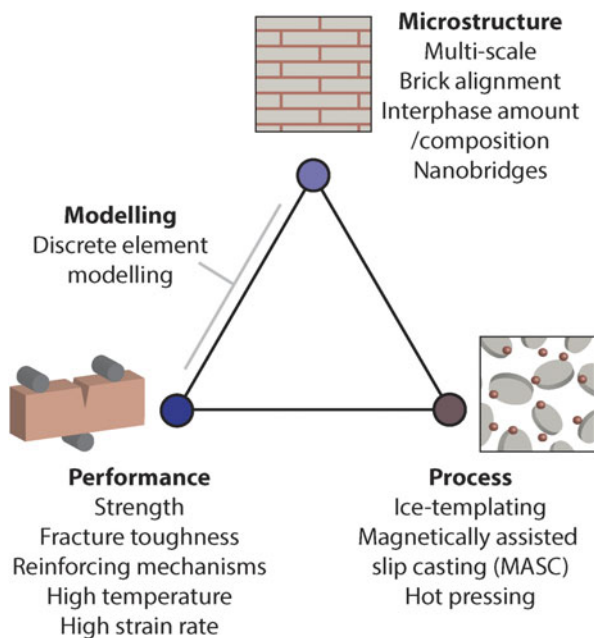 Microstructure
Multi-scale
Brick alignment
Interphase amount
/composition
Nanobridges
Modelling
Discrete element
modelling
Performance
Strength
Fracture toughness
Reinforcing mechanisms
High temperature
High strain rate
Process
Ice-templating
Magnetically assisted
slip casting (MASC)
Hot pressing